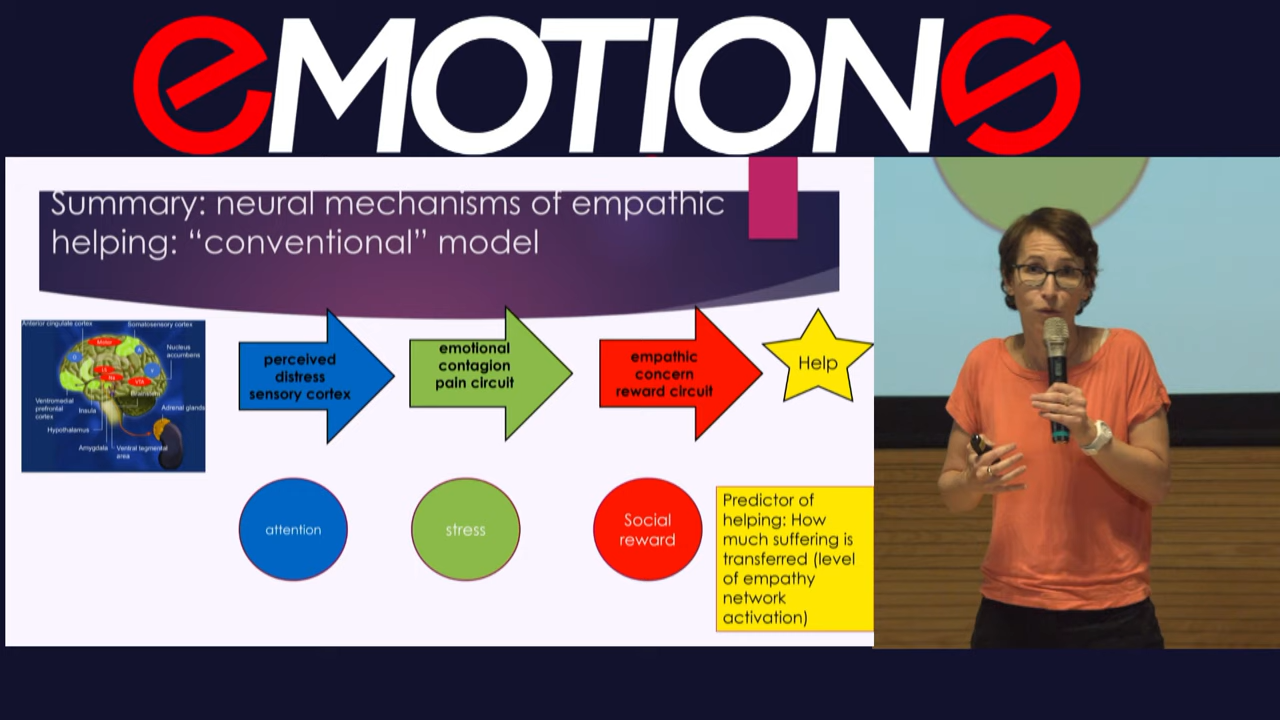 eMOTIONS
Summary: neural mechanisms of empathic
helping: “conventional” model
Anterior cingulate cortex
Somatosensory cortex
Motor
Nucleus
accumbens
VTA
Brainstem
Ventromedial
prefrontal
cortex
Insula
Adrenal glands
Hypothalamus
Amygdala
Ventral tegmental
area
perceived
distress
sensory cortex
emotional
contagion
pain circuit
empathic
concern
reward circuit
Help
attention
stress
Social
reward
Predictor of
helping: How
much suffering is
transferred (level
of empathy
network
activation)